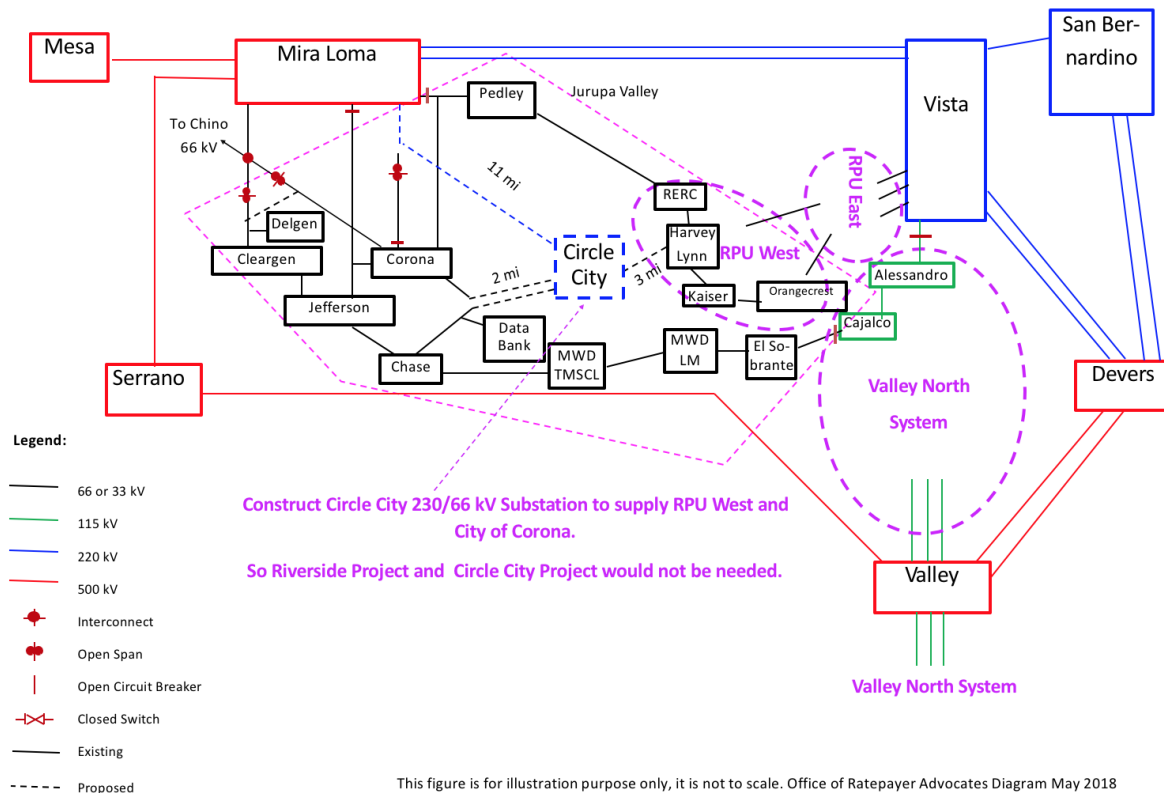 Mesa
Mira Loma
San Ber-
nardino
Vista
Pedley
Jurupa Valley
To Chino
66 kV
11 mi
RPU East
RERC
Harvey
Lynn
RPU West
Delgen
Cleargen
Corona
Circle
City
2 mi
3 mi
Kaiser
Orangecrest
Alessandro
Jefferson
Cajalco
Data
Bank
MWD
LM
El So-
brante
MWD
TMSCL
Chase
Serrano
Devers
Valley North
System
Legend:
66 or 33 kV
115 kV
220 kV
500 kV
Interconnect
Open Span
Open Circuit Breaker
Closed Switch
Existing
Proposed
Construct Circle City 230/66 kV Substation to supply RPU West and
City of Corona.
So Riverside Project and  Circle City Project would not be needed.
Valley
Valley North System
This figure is for illustration purpose only, it is not to scale. Office of Ratepayer Advocates Diagram May 2018